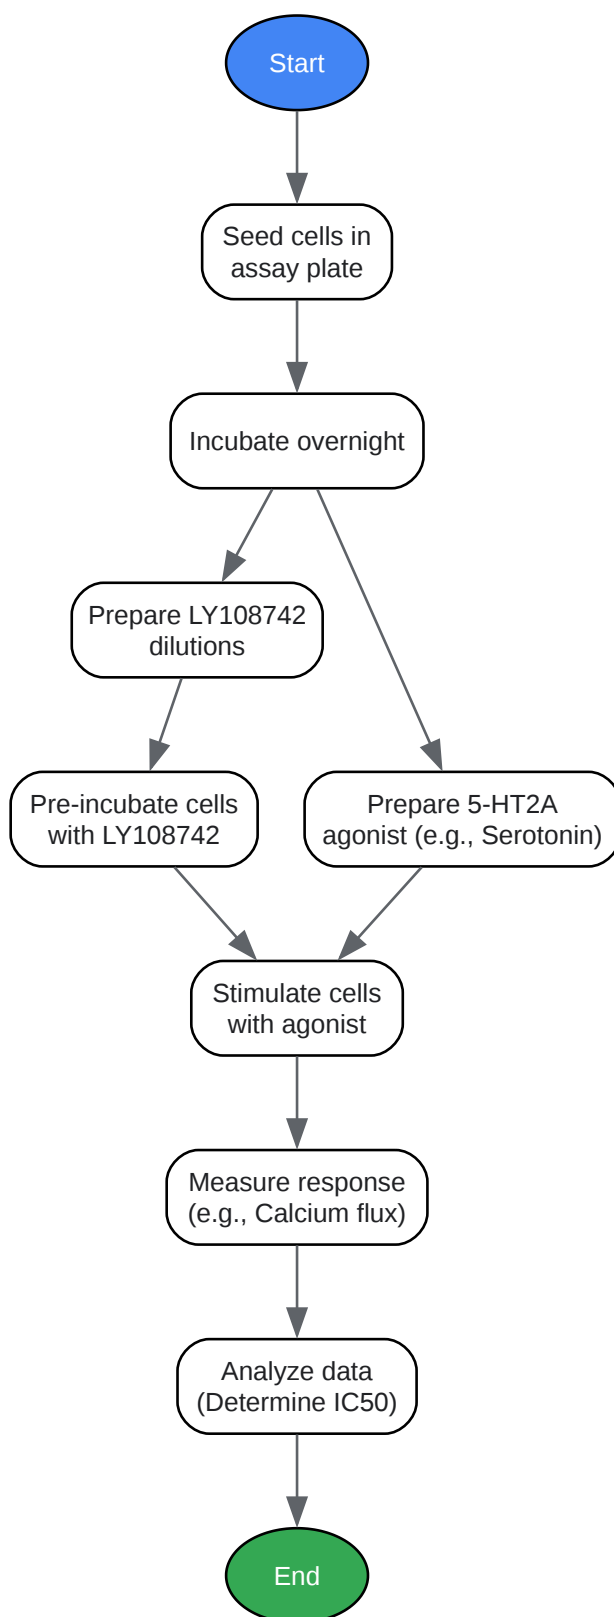 Start
Seed cells in
assay plate
Incubate overnight
Prepare LY108742
dilutions
Pre-incubate cells
with LY108742
Prepare 5-HT2A
agonist (e.g., Serotonin)
Stimulate cells
with agonist
Measure response
(e.g., Calcium flux)
Analyze data
(Determine IC50)
End